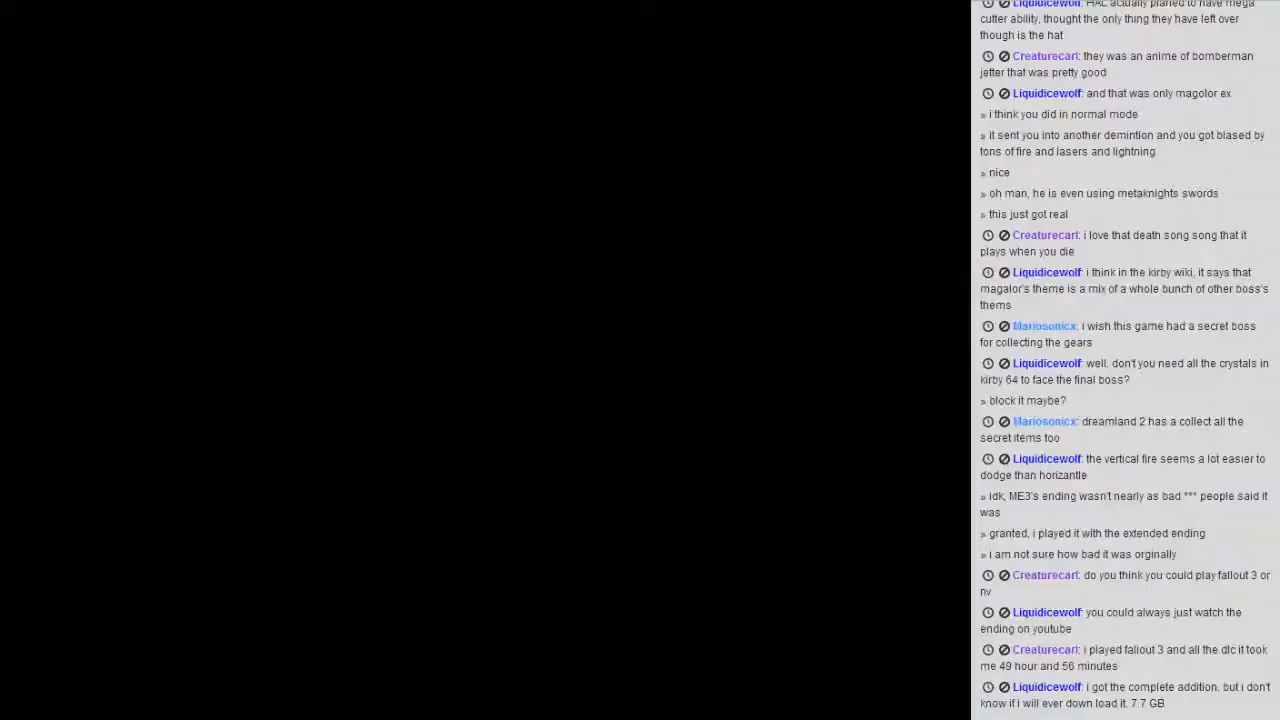 Liquidicewolf: HAL actually planed to have mega
cutter ability, thought the only thing they have left over
though is the hat
Creaturecarl: they was an anime of bomberman
jetter that was pretty good
Liquidicewolf: and that was only magolor ex
» i think you did in normal mode
» it sent you into another demintion and you got blased by
tons of fire and lasers and lightning
» nice
» oh man, he is even using metaknights swords
» this just got real
Creaturecarl: i love that death song song that it
plays when you die
Liquidicewolf: i think in the kirby wiki, it says that
magalor's theme is a mix of a whole bunch of other boss's
thems
Mariosonicx: i wish this game had a secret boss
for collecting the gears
Liquidicewolf: well, don't you need all the crystals in
kirby 64 to face the final boss?
» block it maybe?
Mariosonicx: dreamland 2 has a collect all the
secret items too
Liquidicewolf: the vertical fire seems a lot easier to
dodge than horizantle
» idk, ME3's ending wasn't nearly as bad *** people said it
was
» granted, i played it with the extended ending
» i am not sure how bad it was orginally
Creaturecarl: do you think you could play fallout 3 or
nv
Liquidicewolf: you could always just watch the
ending on youtube
Creaturecarl: i played fallout 3 and all the dlc it took
me 49 hour and 56 minutes
Liquidicewolf: i got the complete addition, but i don't
know if i will ever down load it, 7.7 GB